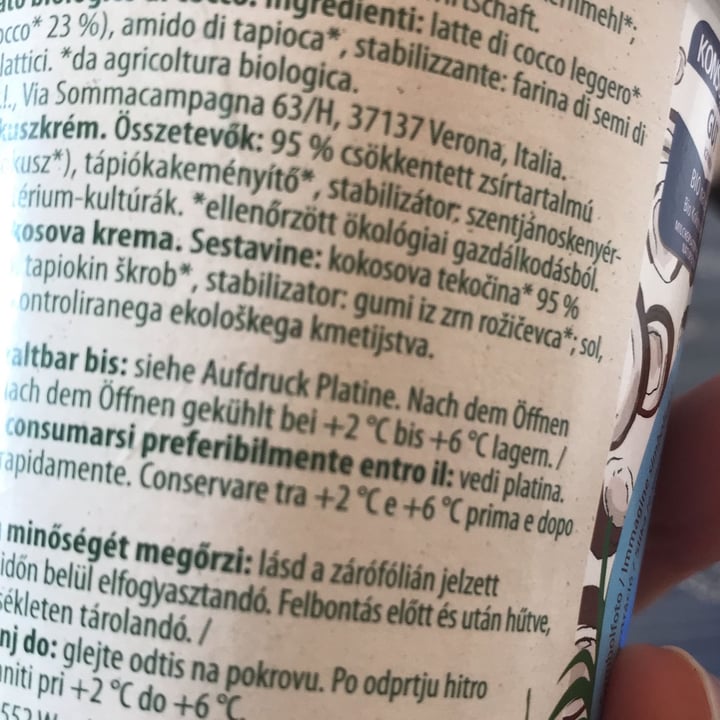 Ingredienti: latte di cocco leggero*
23 %), amido di tapioca*, stabilizzante: farina di semi di
lattici. *da agricoltura biologica.
Via Sommacampagna 63/H, 37137 Verona, Italia.
kuszkrém. Összetevők: 95 % csökkentett zsírtartalmú
kusz*), tápiókakeményítő*, stabilizátor: szentjánoskenyér-
érium-kultúrák. *ellenőrzött ökológiai gazdálkodásból.
kosova krema. Sestavine: kokosova tekočina* 95 %
tapiokin škrob*, stabilizator: gumi iz zrn rožičevca*; sol,
ontroliranega ekološkega kmetijstva.
altbar bis: siehe Aufdruck Platine. Nach dem Öffnen
ach dem Öffnen gekühlt bei +2 °C bis +6 °C lagern. /
consumarsi preferibilmente entro il: vedi platina.
rapidamente. Conservare tra +2 °C e +6 °C prima e dopo
minőségét megőrzi: lásd a zárófólián jelzett
időn belül elfogyasztandó. Felbontás előtt és után hűtve,
sékleten tárolandó. /
nj do: glejte odtis na pokrovu. Po odprtju hitro
niti pri +2 °C do +6 °C.